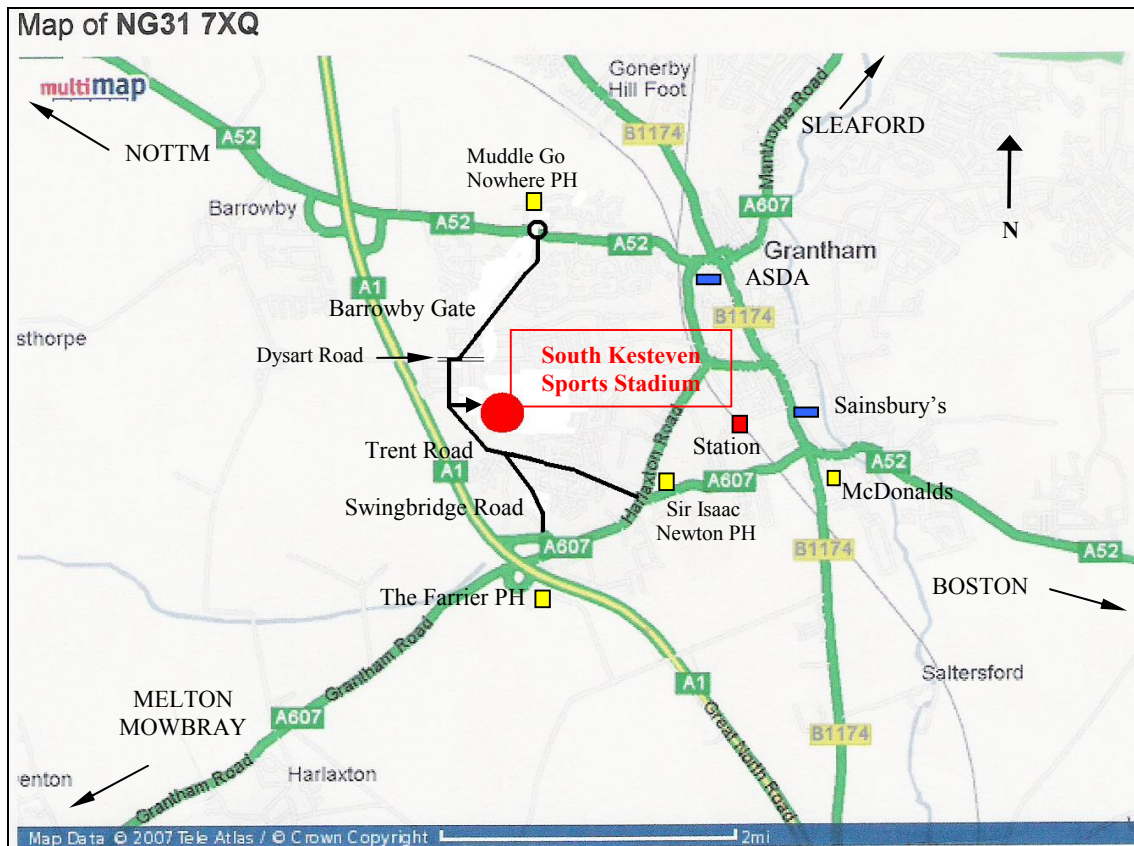 Map of NG31 7XQ
multimap
NOTTM
A52
Barrowby
A1
A52
Muddle Go
Nowhere PH
A52
Gonerby
Hill Foot
B1174
Manthorpe Road
SLEAFORD
A607
N
Grantham
ASDA
B1174
Barrowby Gate
sthorpe
Dysart Road
South Kesteven
Sports Stadium
Sainsbury's
Station
Harlaxton Road
Trent Road
A1
A607
Sir Isaac
Newton PH
McDonalds
A52
Swingbridge Road
A607
B1174
A52
BOSTON
The Farrier PH
Grantham Road
MELTON
MOWBRAY
A607
Harlaxton
enton
Grantham Road
A1
Great North Road
Saltersford
B1174
Map Data © 2007 Tele Atlas / © Crown Copyright
2mi